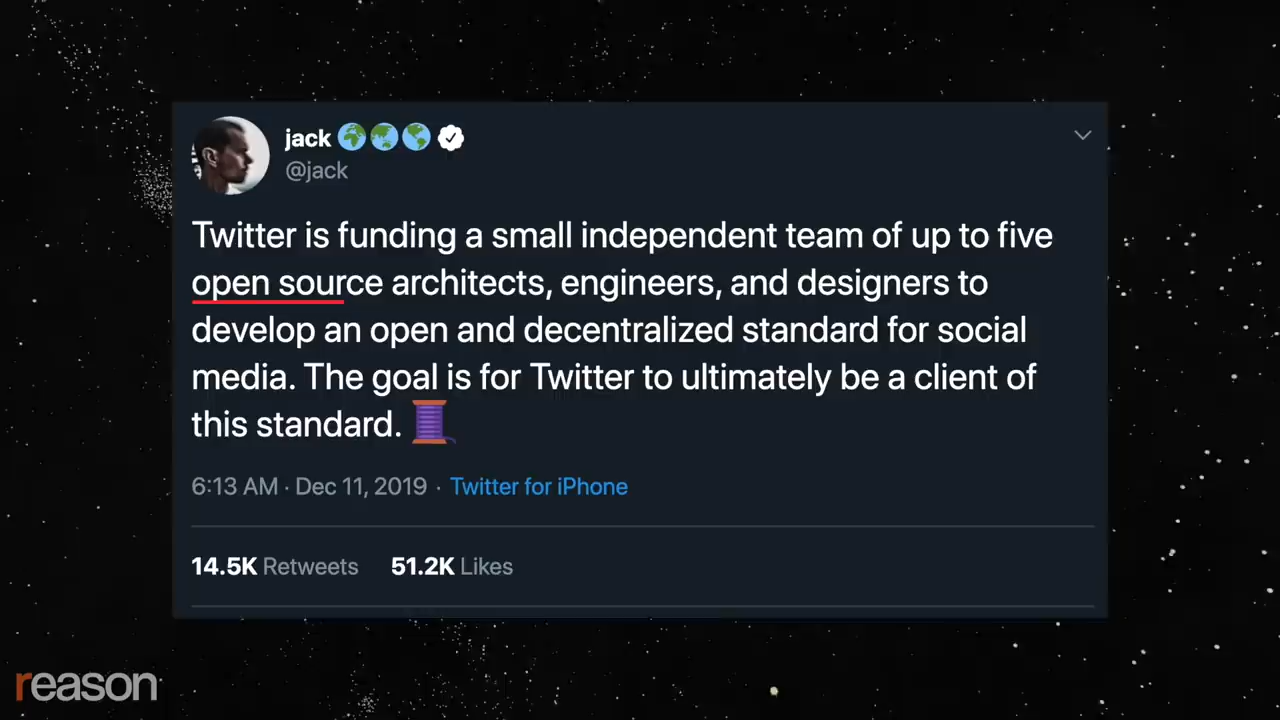 jack
@jack
Twitter is funding a small independent team of up to five
open source architects, engineers, and designers to
develop an open and decentralized standard for social
media. The goal is for Twitter to ultimately be a client of
this standard.
6:13 AM · Dec 11, 2019 · Twitter for iPhone
14.5K Retweets 51.2K Likes
reason